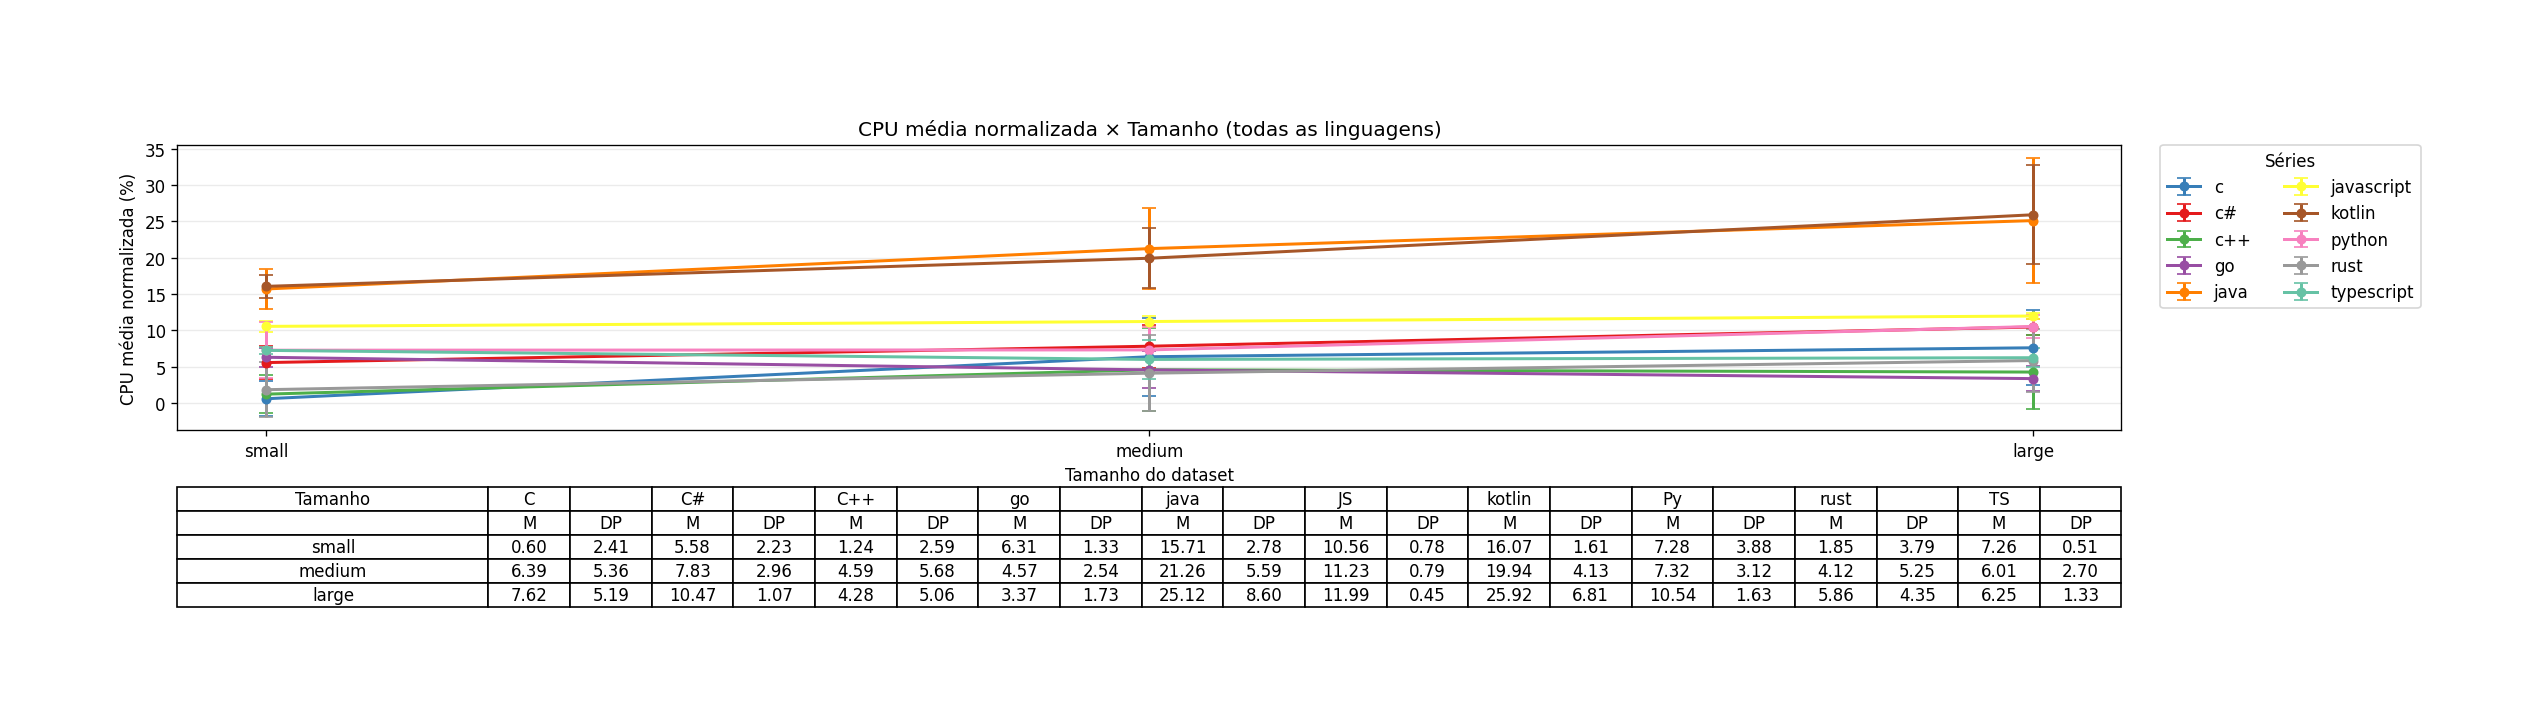 CPU média normalizada × Tamanho (todas as linguagens)
CPU média normalizada (%)
35
30
25
20
15
10
5
0
small medium large
Tamanho do dataset
Séries
c javascript
c# kotlin
c++ python
go rust
java typescript
Tamanho C C# C++ go java JS kotlin Py rust TS
M DP M DP M DP M DP M DP M DP M DP M DP M DP M DP
small 0.60 2.41 5.58 2.23 1.24 2.59 6.31 1.33 15.71 2.78 10.56 0.78 16.07 1.61 7.28 3.88 1.85 3.79 7.26 0.51
medium 6.39 5.36 7.83 2.96 4.59 5.68 4.57 2.54 21.26 5.59 11.23 0.79 19.94 4.13 7.32 3.12 4.12 5.25 6.01 2.70
large 7.62 5.19 10.47 1.07 4.28 5.06 3.37 1.73 25.12 8.60 11.99 0.45 25.92 6.81 10.54 1.63 5.86 4.35 6.25 1.33